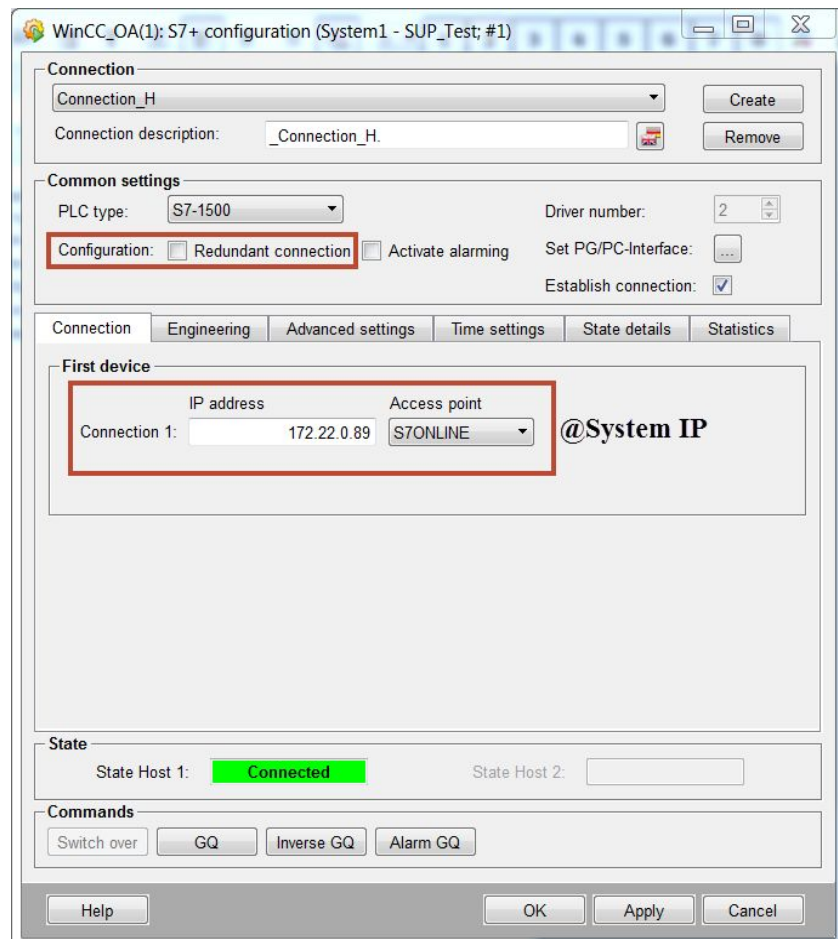 WinCC_OA(1): S7+ configuration (System1 - SUP_Test; #1)
Connection
Connection_H
Create
Connection description:
_Connection_H.
Remove
Common settings
PLC type:
S7-1500
Driver number:
2
Configuration:
Redundant connection
Activate alarming
Set PG/PC-Interface:
...
Establish connection:
Connection
Engineering
Advanced settings
Time settings
State details
Statistics
First device
IP address
Access point
Connection 1:
172.22.0.89
S7ONLINE
@System IP
State
State Host 1:
Connected
State Host 2:
Commands
Switch over
GQ
Inverse GQ
Alarm GQ
Help
OK
Apply
Cancel